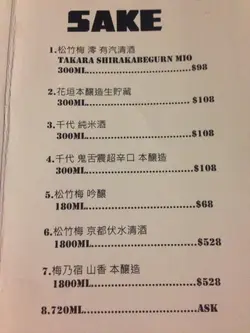 SAKE
1.松竹梅 澪 有汽清酒
TAKARA SHIRAKABEGURN MIO
300ML........................$98
2.花垣本釀造生貯藏
300ML........................$108
3.千代 純米酒
300ML........................$108
4.千代 鬼舌震超辛口 本釀造
300ML........................$108
5.松竹梅 吟釀
180ML........................$68
6.松竹梅 京都伏水清酒
1800ML........................$528
7.梅乃宿 山香 本釀造
1800ML........................$528
8.720ML........................ASK